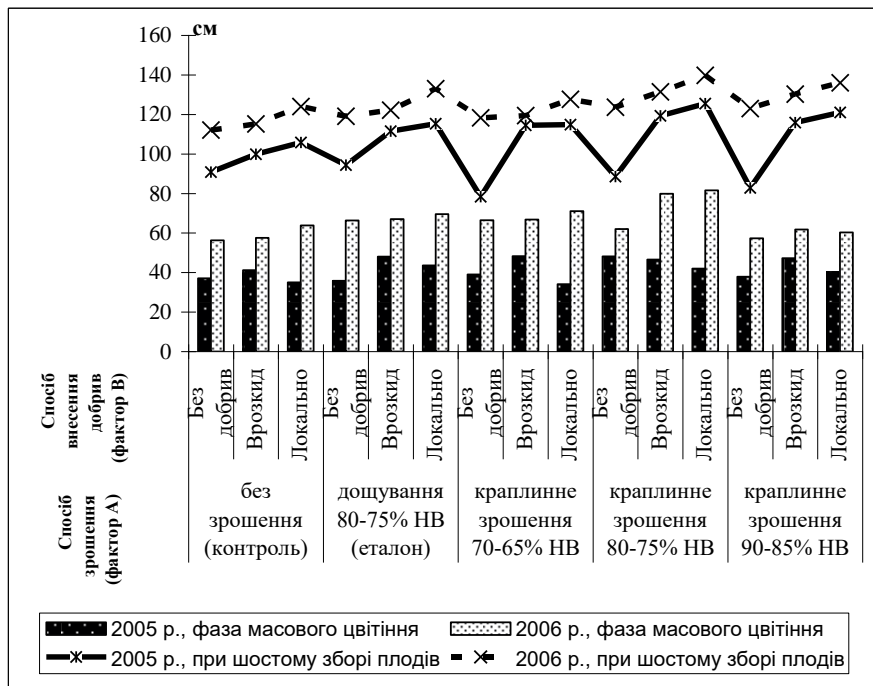 см
160
140
120
100
80
60
40
20
0
Без
добрив
Врозкид
Локально
Без
добрив
Врозкид
Локально
Без
добрив
Врозкид
Локально
Без
добрив
Врозкид
Локально
Без
добрив
Врозкид
Локально
Спосіб
внесення
добрив
(фактор В)
без
зрошення
(контроль)
дощування
80-75% НВ
(еталон)
краплинне
зрошення
70-65% НВ
краплинне
зрошення
80-75% НВ
краплинне
зрошення
90-85% НВ
Спосіб
зрошення
(фактор А)
2005 р., фаза масового цвітіння
2006 р., фаза масового цвітіння
2005 р., при шостому зборі плодів
2006 р., при шостому зборі плодів